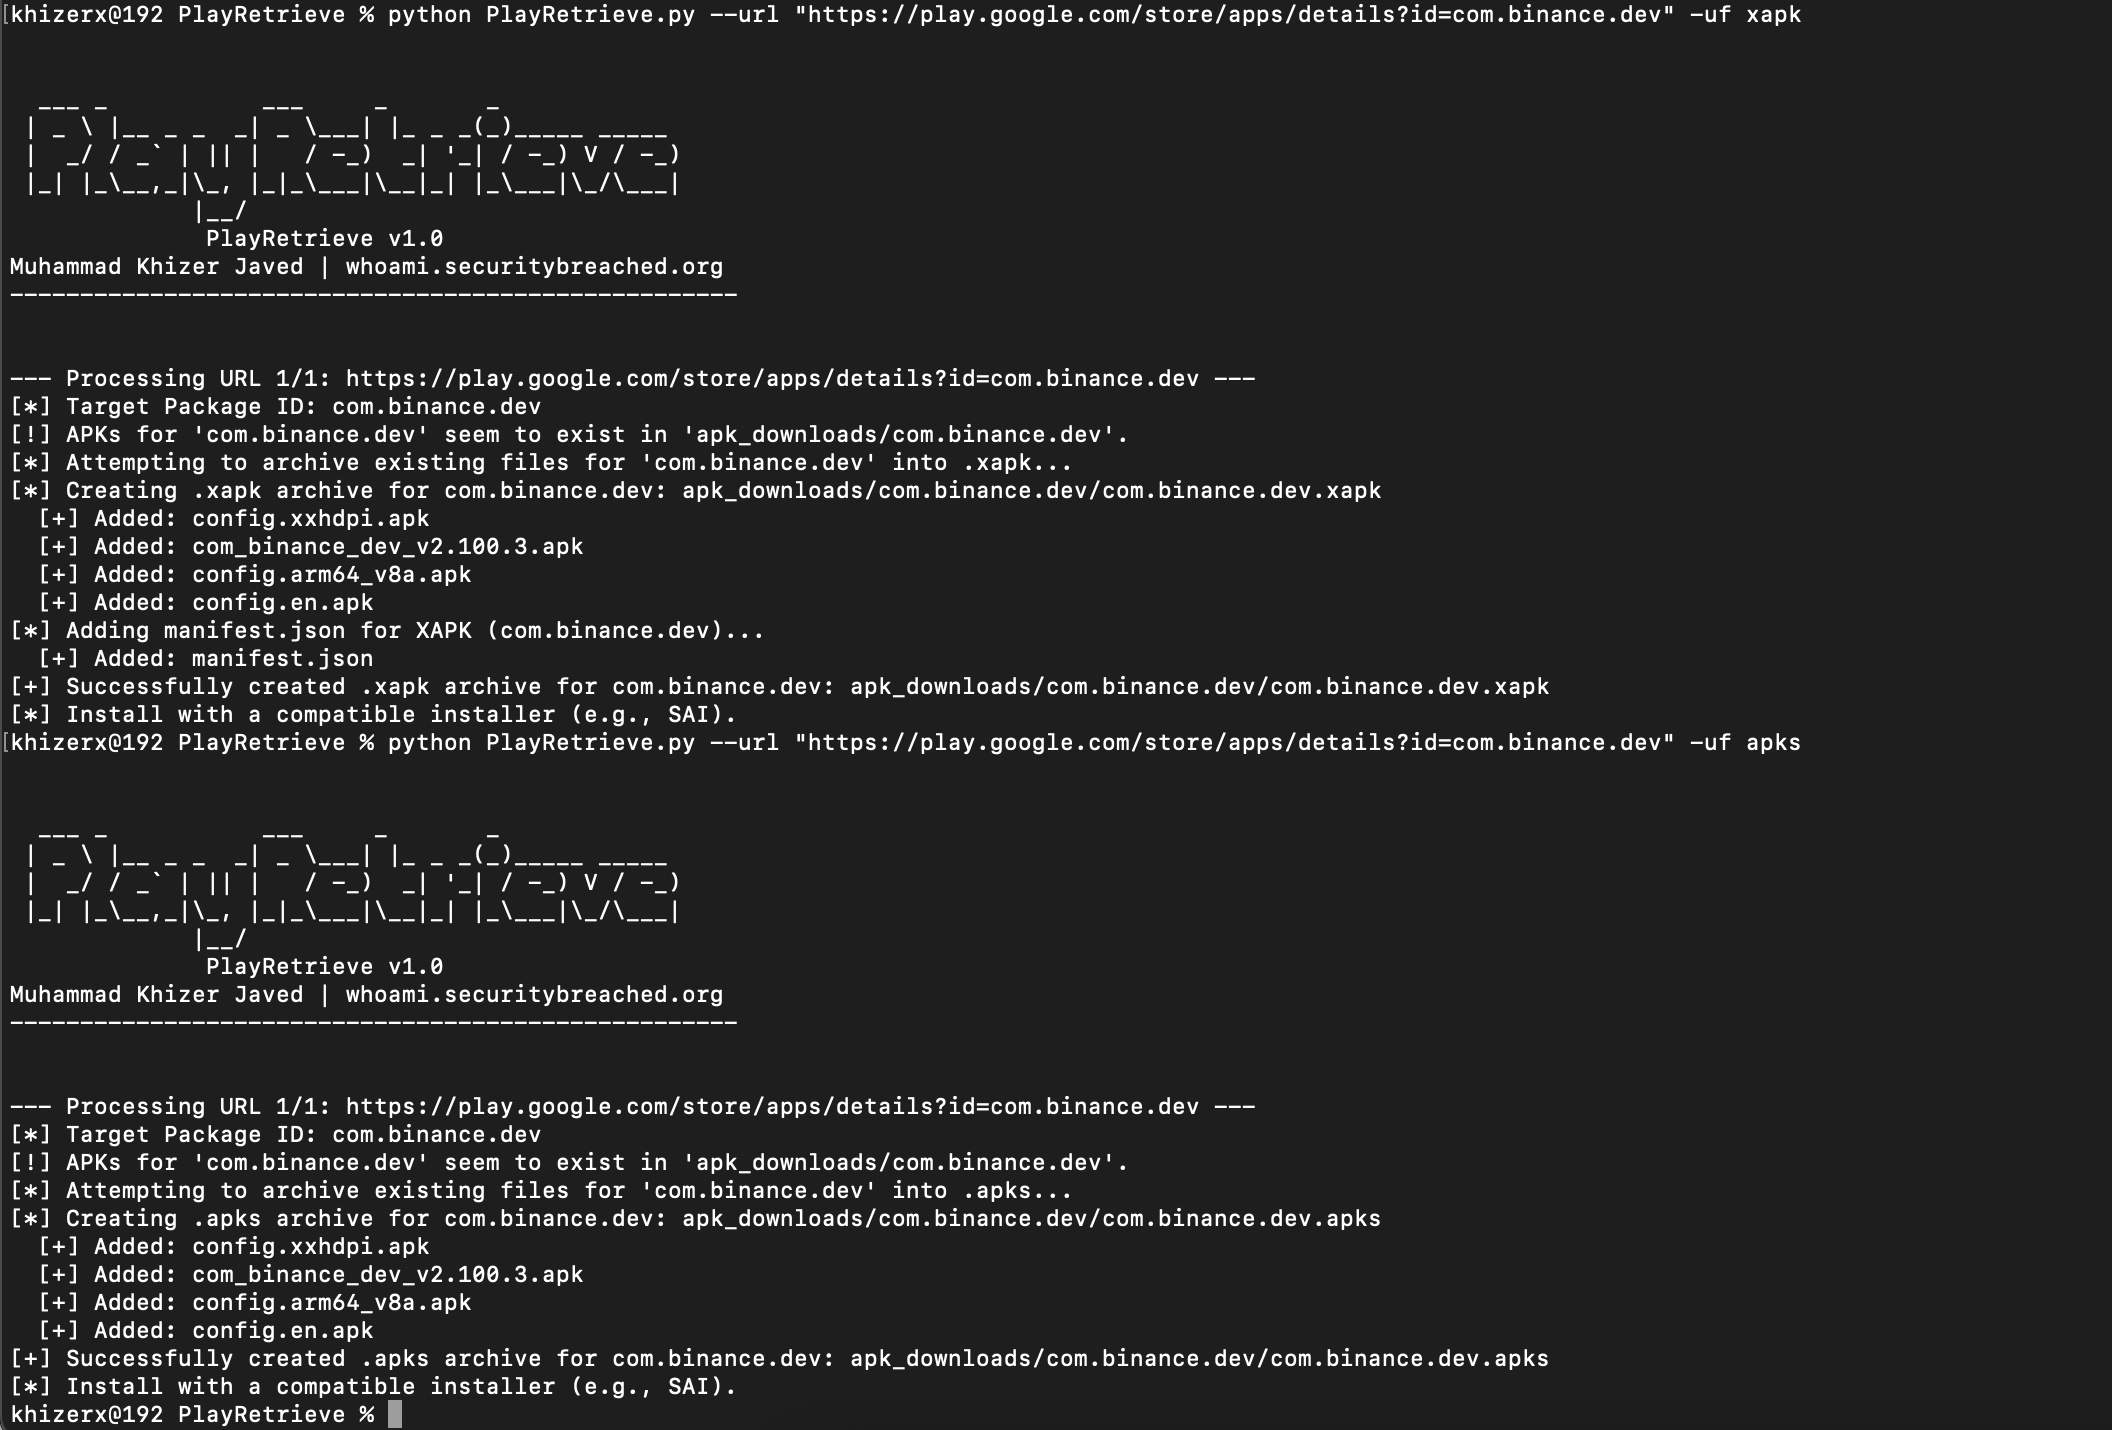 khizerx@192 PlayRetrieve % python PlayRetrieve.py --url "https://play.google.com/store/apps/details?id=com.binance.dev" -uf xapk
  ___ _           ___     _       _
 | _ \ |__ _ _  _| _ \___| |_ _ _(_)_____ _____
 |  _/ / _` | || |   / -_)  _| '_| / -_) V / -_)
 |_| |_\__,_|\_, |_|_\___|\__|_| |_\___|\_/\___|
             |__/
              PlayRetrieve v1.0
Muhammad Khizer Javed | whoami.securitybreached.org
----------------------------------------------------
--- Processing URL 1/1: https://play.google.com/store/apps/details?id=com.binance.dev ---
[*] Target Package ID: com.binance.dev
[!] APKs for 'com.binance.dev' seem to exist in 'apk_downloads/com.binance.dev'.
[*] Attempting to archive existing files for 'com.binance.dev' into .xapk...
[*] Creating .xapk archive for com.binance.dev: apk_downloads/com.binance.dev/com.binance.dev.xapk
  [+] Added: config.xxhdpi.apk
  [+] Added: com_binance_dev_v2.100.3.apk
  [+] Added: config.arm64_v8a.apk
  [+] Added: config.en.apk
[*] Adding manifest.json for XAPK (com.binance.dev)...
  [+] Added: manifest.json
[+] Successfully created .xapk archive for com.binance.dev: apk_downloads/com.binance.dev/com.binance.dev.xapk
[*] Install with a compatible installer (e.g., SAI).
khizerx@192 PlayRetrieve % python PlayRetrieve.py --url "https://play.google.com/store/apps/details?id=com.binance.dev" -uf apks
  ___ _           ___     _       _
 | _ \ |__ _ _  _| _ \___| |_ _ _(_)_____ _____
 |  _/ / _` | || |   / -_)  _| '_| / -_) V / -_)
 |_| |_\__,_|\_, |_|_\___|\__|_| |_\___|\_/\___|
             |__/
              PlayRetrieve v1.0
Muhammad Khizer Javed | whoami.securitybreached.org
----------------------------------------------------
--- Processing URL 1/1: https://play.google.com/store/apps/details?id=com.binance.dev ---
[*] Target Package ID: com.binance.dev
[!] APKs for 'com.binance.dev' seem to exist in 'apk_downloads/com.binance.dev'.
[*] Attempting to archive existing files for 'com.binance.dev' into .apks...
[*] Creating .apks archive for com.binance.dev: apk_downloads/com.binance.dev/com.binance.dev.apks
  [+] Added: config.xxhdpi.apk
  [+] Added: com_binance_dev_v2.100.3.apk
  [+] Added: config.arm64_v8a.apk
  [+] Added: config.en.apk
[+] Successfully created .apks archive for com.binance.dev: apk_downloads/com.binance.dev/com.binance.dev.apks
[*] Install with a compatible installer (e.g., SAI).
khizerx@192 PlayRetrieve %